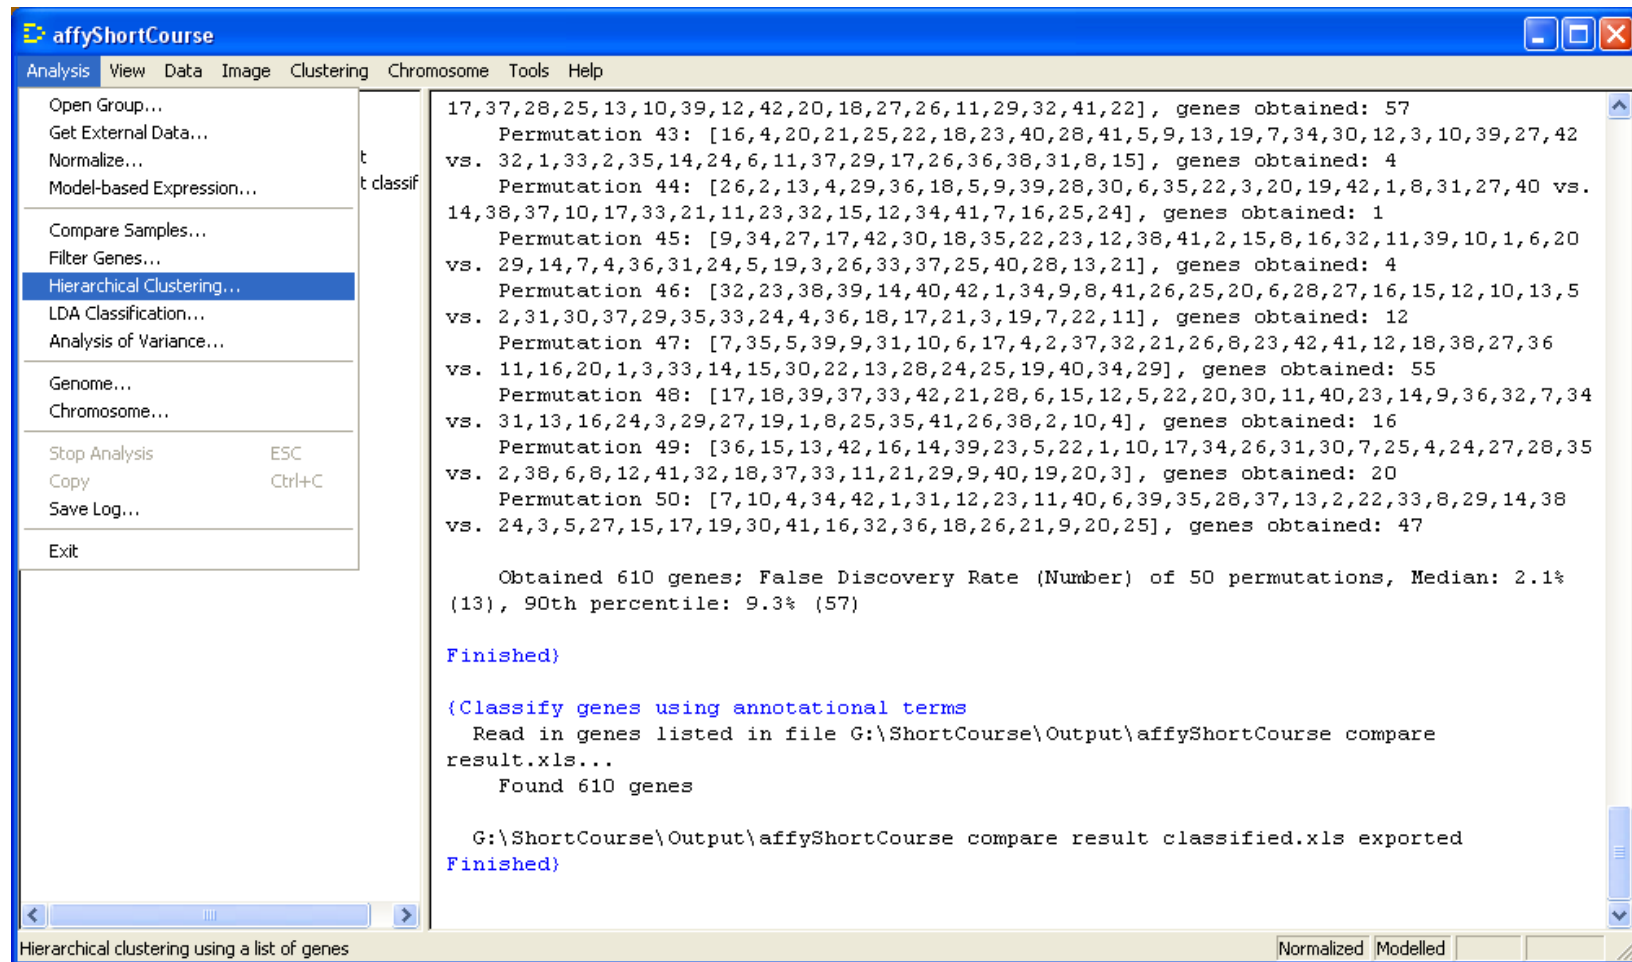 affyShortCourse
Analysis View Data Image Clustering Chromosome Tools Help
Open Group...
Get External Data...
Normalize...
Model-based Expression...
Compare Samples...
Filter Genes...
Hierarchical Clustering...
LDA Classification...
Analysis of Variance...
Genome...
Chromosome...
Stop Analysis ESC
Copy Ctrl+C
Save Log...
Exit
t
t classif
17,37,28,25,13,10,39,12,42,20,18,27,26,11,29,32,41,22], genes obtained: 57
Permutation 43: [16,4,20,21,25,22,18,23,40,28,41,5,9,13,19,7,34,30,12,3,10,39,27,42
vs. 32,1,33,2,35,14,24,6,11,37,29,17,26,36,38,31,8,15], genes obtained: 4
Permutation 44: [26,2,13,4,29,36,18,5,9,39,28,30,6,35,22,3,20,19,42,1,8,31,27,40 vs.
14,38,37,10,17,33,21,11,23,32,15,12,34,41,7,16,25,24], genes obtained: 1
Permutation 45: [9,34,27,17,42,30,18,35,22,23,12,38,41,2,15,8,16,32,11,39,10,1,6,20
vs. 29,14,7,4,36,31,24,5,19,3,26,33,37,25,40,28,13,21], genes obtained: 4
Permutation 46: [32,23,38,39,14,40,42,1,34,9,8,41,26,25,20,6,28,27,16,15,12,10,13,5
vs. 2,31,30,37,29,35,33,24,4,36,18,17,21,3,19,7,22,11], genes obtained: 12
Permutation 47: [7,35,5,39,9,31,10,6,17,4,2,37,32,21,26,8,23,42,41,12,18,38,27,36
vs. 11,16,20,1,3,33,14,15,30,22,13,28,24,25,19,40,34,29], genes obtained: 55
Permutation 48: [17,18,39,37,33,42,21,28,6,15,12,5,22,20,30,11,40,23,14,9,36,32,7,34
vs. 31,13,16,24,3,29,27,19,1,8,25,35,41,26,38,2,10,4], genes obtained: 16
Permutation 49: [36,15,13,42,16,14,39,23,5,22,1,10,17,34,26,31,30,7,25,4,24,27,28,35
vs. 2,38,6,8,12,41,32,18,37,33,11,21,29,9,40,19,20,3], genes obtained: 20
Permutation 50: [7,10,4,34,42,1,31,12,23,11,40,6,39,35,28,37,13,2,22,33,8,29,14,38
vs. 24,3,5,27,15,17,19,30,41,16,32,36,18,26,21,9,20,25], genes obtained: 47
Obtained 610 genes; False Discovery Rate (Number) of 50 permutations, Median: 2.1%
(13), 90th percentile: 9.3% (57)
Finished}
{Classify genes using annotational terms
Read in genes listed in file G:\ShortCourse\Output\affyShortCourse compare
result.xls...
Found 610 genes
G:\ShortCourse\Output\affyShortCourse compare result classified.xls exported
Finished}
Hierarchical clustering using a list of genes
Normalized Modelled